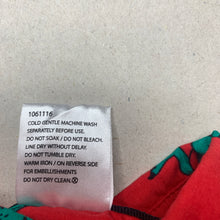 1061116
COLD GENTLE MACHINE WASH
SEPARATELY BEFORE USE.
DO NOT SOAK / DO NOT BLEACH.
LINE DRY WITHOUT DELAY.
DO NOT TUMBLE DRY.
WARM IRON / ON REVERSE SIDE
FOR EMBELLISHMENTS
DO NOT DRY CLEAN